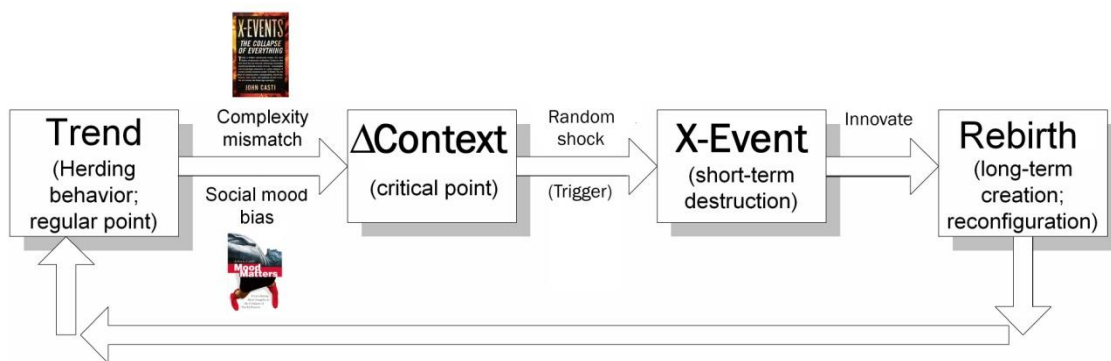 X-EVENTS
THE COLLAPSE
OF EVERYTHING
JOHN CASTI
Trend
(Herding
behavior;
regular point)
Complexity
mismatch
Social mood
bias
Mood
Matters
ΔContext
(critical point)
Random
shock
(Trigger)
X-Event
(short-term
destruction)
Innovate
Rebirth
(long-term
creation;
reconfiguration)